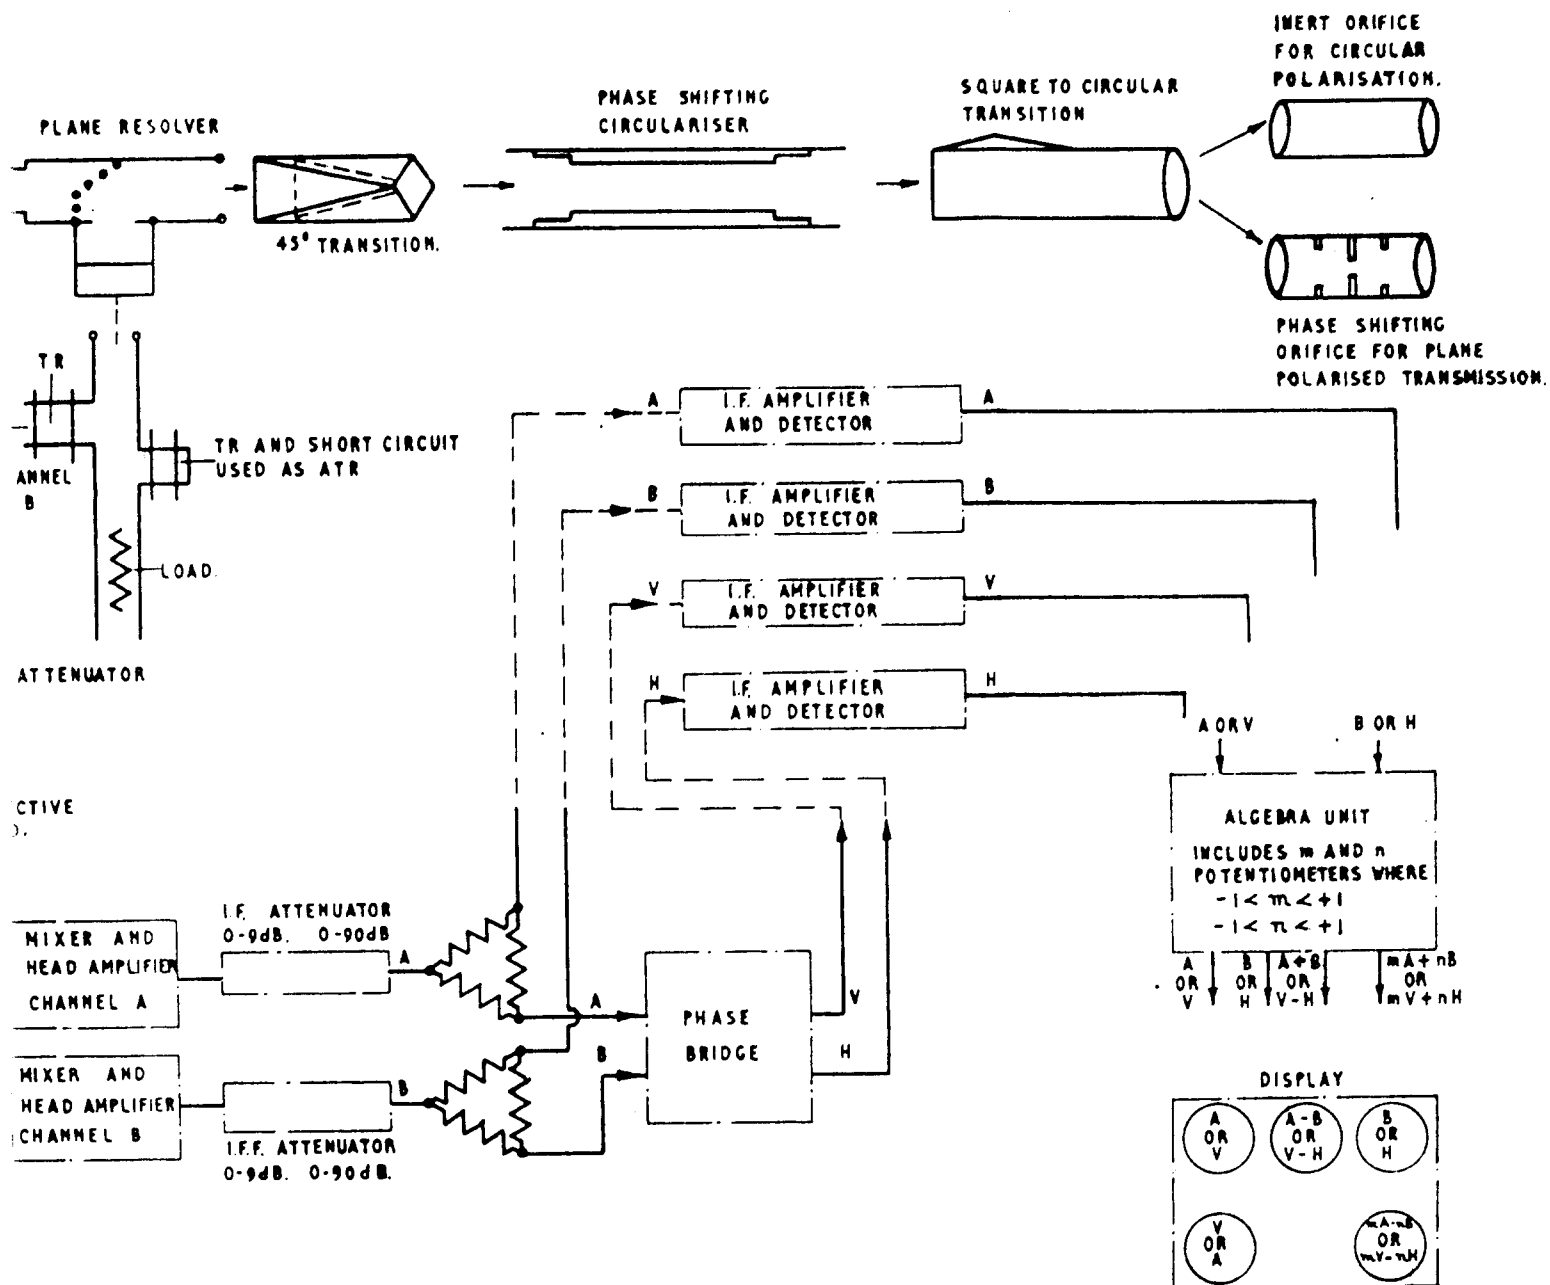 INERT ORIFICE
FOR CIRCULAR
POLARISATION.
SQUARE TO CIRCULAR
TRANSITION
PHASE SHIFTING
CIRCULARISER
PLANE RESOLVER
45° TRANSITION.
PHASE SHIFTING
ORIFICE FOR PLANE
POLARISED TRANSMISSION.
TR
TR AND SHORT CIRCUIT
USED AS ATR
ANNEL
B
LOAD.
ATTENUATOR
A
I.F. AMPLIFIER
AND DETECTOR
A
B
I.F. AMPLIFIER
AND DETECTOR
B
V
I.F. AMPLIFIER
AND DETECTOR
V
H
I.F. AMPLIFIER
AND DETECTOR
H
A OR V
B OR H
CTIVE
ALGEBRA UNIT
INCLUDES m AND n
POTENTIOMETERS WHERE
-1 < m < +1
-1 < n < +1
A
OR
V
B
OR
H
A+B
OR
V-H
mA+nB
OR
mV+nH
I.F. ATTENUATOR
0-9dB. 0-90dB
MIXER AND
HEAD AMPLIFIER
CHANNEL A
A
A
B
PHASE
BRIDGE
V
H
MIXER AND
HEAD AMPLIFIER
CHANNEL B
B
I.F.F. ATTENUATOR
0-9dB. 0-90dB.
DISPLAY
A
OR
V
A-B
OR
V-H
B
OR
H
V
OR
A
mA-nB
OR
mV-nH